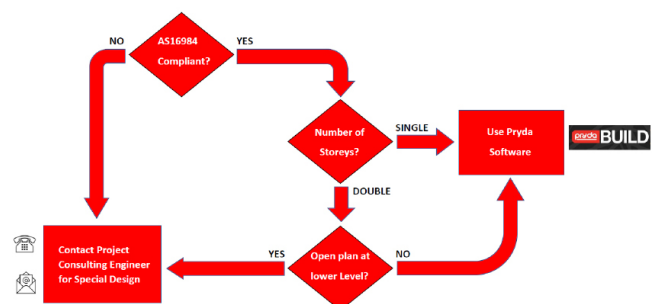 NO
AS16984
Compliant?
YES
Number of
Storeys?
SINGLE
Use Pryda
Software
pryda BUILD
DOUBLE
Contact Project
Consulting Engineer
for Special Design
YES
Open plan at
lower Level?
NO